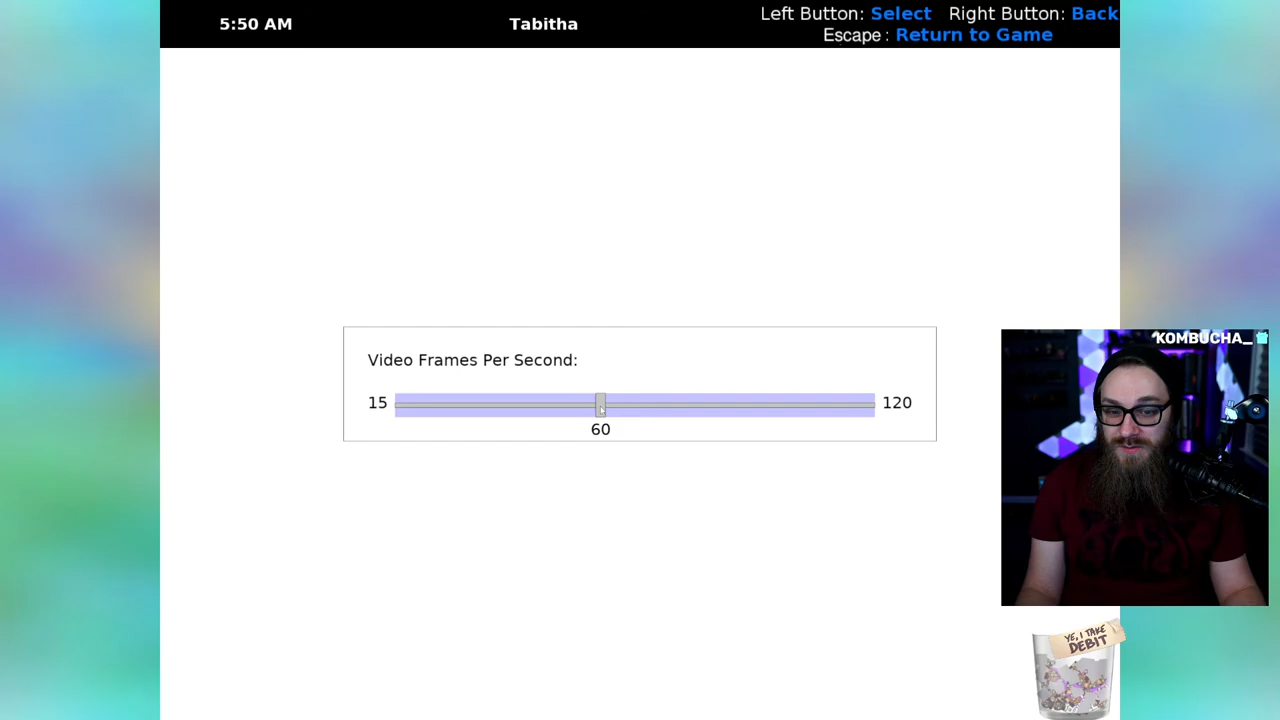 5:50 AM
Tabitha
Left Button: Select Right Button: Back
Escape : Return to Game
Video Frames Per Second:
15
120
60
KOMBUCHA_
YE, I TAKE
DEBIT